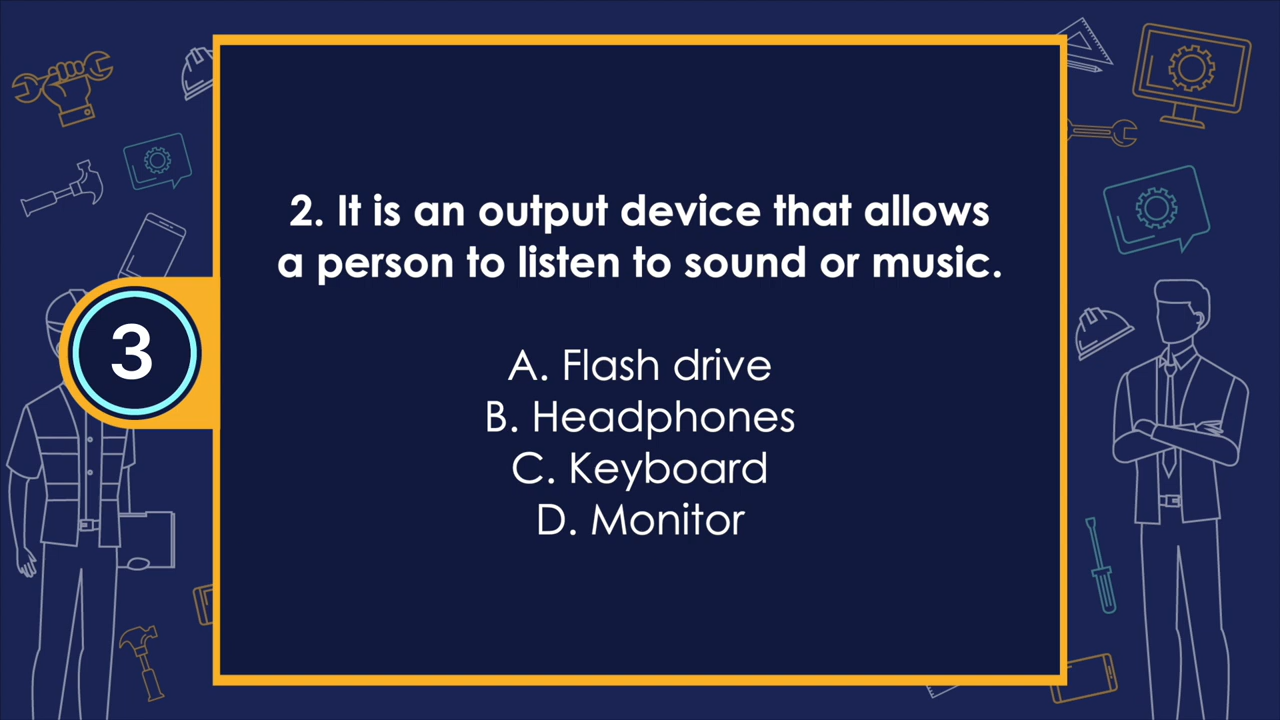 2. It is an output device that allows
a person to listen to sound or music.
3
A. Flash drive
B. Headphones
C. Keyboard
D. Monitor